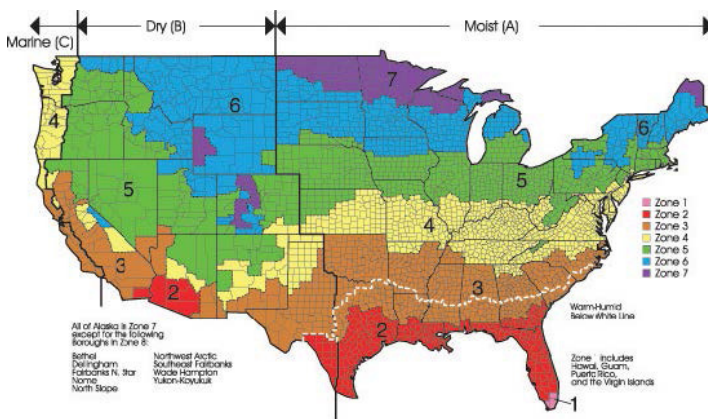 Marine (C)
Dry (B)
Moist (A)
7
6
4
6
5
5
4
3
3
2
2
1
Zone 1
Zone 2
Zone 3
Zone 4
Zone 5
Zone 6
Zone 7
Warm-Humid
Below White Line
All of Alaska is Zone 7
except for the following
Boroughs in Zone 8:
Bethel
Dellingham
Fairbanks N. Star
Nome
North Slope
Northwest Arctic
Southeast Fairbanks
Wade Hampton
Yukon-Koyukuk
Zone ' includes
Hawaii, Guam,
Puerto Rico,
and the Virgin Islands